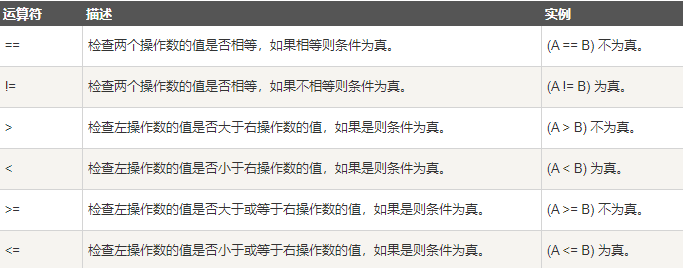 运算符 描述 实例
== 检查两个操作数的值是否相等，如果相等则条件为真。 (A == B) 不为真。
!= 检查两个操作数的值是否相等，如果不相等则条件为真。 (A != B) 为真。
> 检查左操作数的值是否大于右操作数的值，如果是则条件为真。 (A > B) 不为真。
< 检查左操作数的值是否小于右操作数的值，如果是则条件为真。 (A < B) 为真。
>= 检查左操作数的值是否大于或等于右操作数的值，如果是则条件为真。 (A >= B) 不为真。
<= 检查左操作数的值是否小于或等于右操作数的值，如果是则条件为真。 (A <= B) 为真。